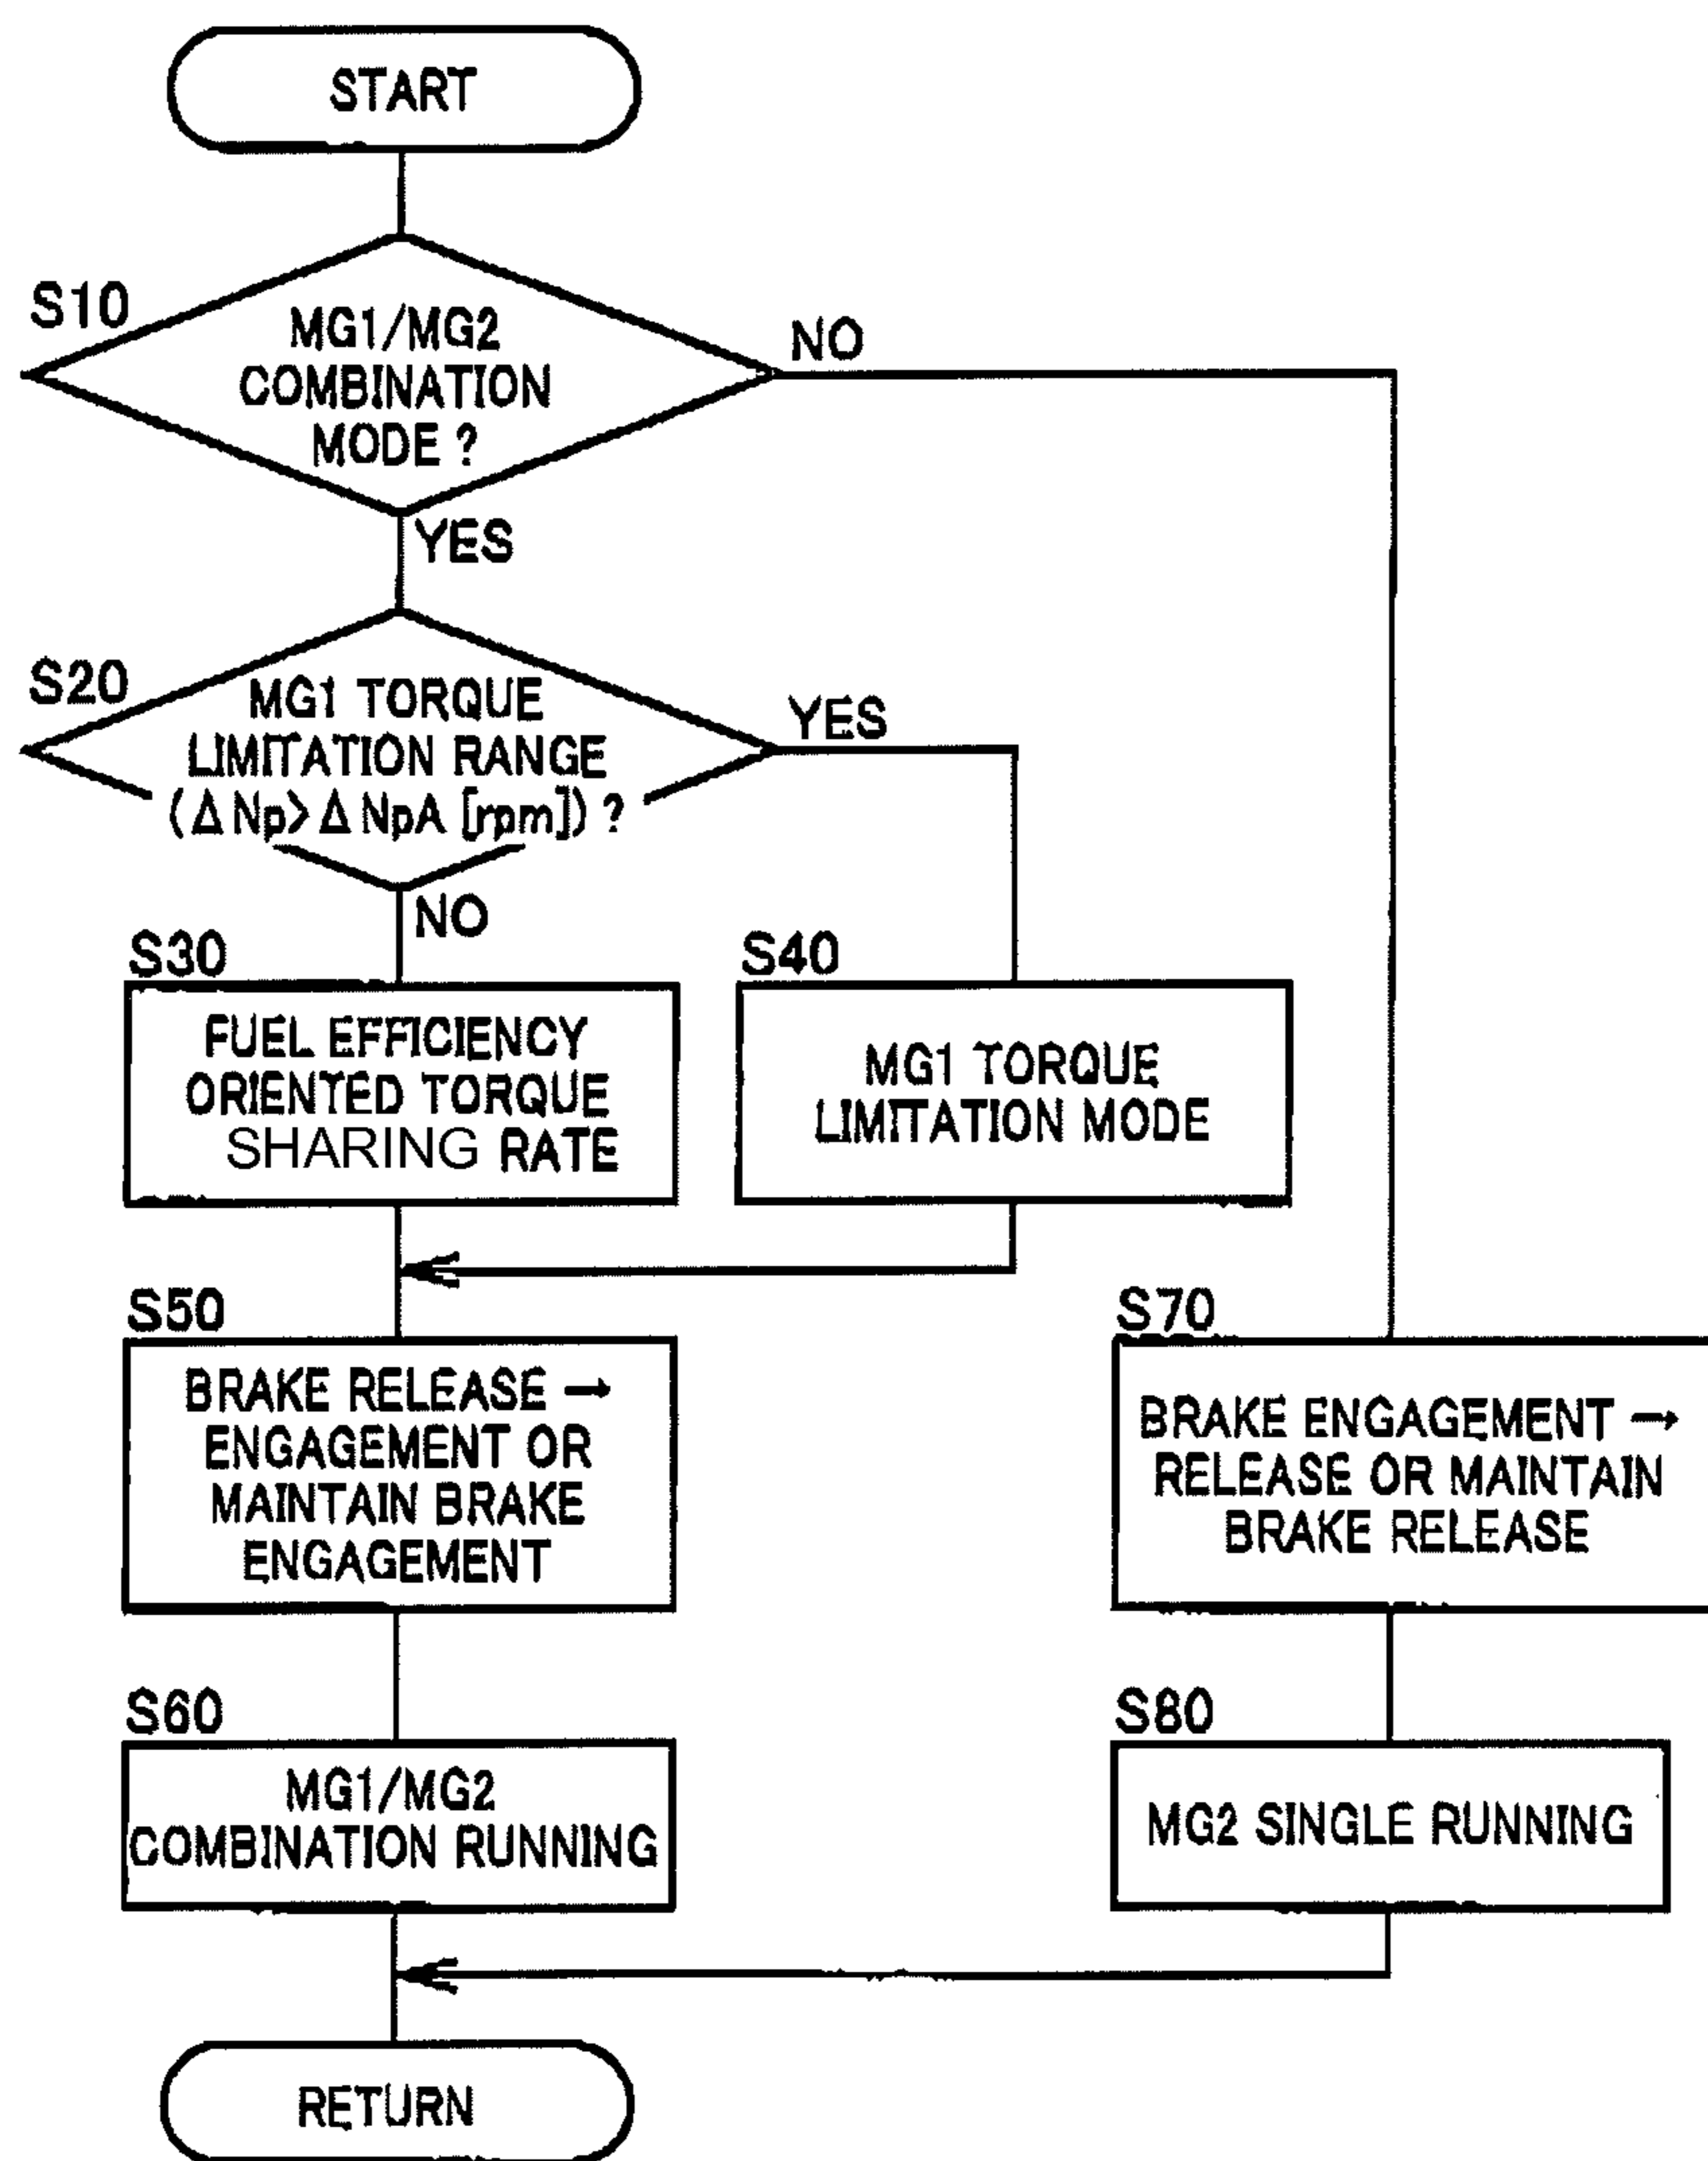 START
S10
MG1/MG2
COMBINATION
MODE ?
NO
YES
S20
MG1 TORQUE
LIMITATION RANGE
(Δ Np> Δ NpA [rpm]) ?
YES
NO
S30
FUEL EFFICIENCY
ORIENTED TORQUE
SHARING RATE
S40
MG1 TORQUE
LIMITATION MODE
S50
BRAKE RELEASE →
ENGAGEMENT OR
MAINTAIN BRAKE
ENGAGEMENT
S70
BRAKE ENGAGEMENT →
RELEASE OR MAINTAIN
BRAKE RELEASE
S60
MG1/MG2
COMBINATION RUNNING
S80
MG2 SINGLE RUNNING
RETURN